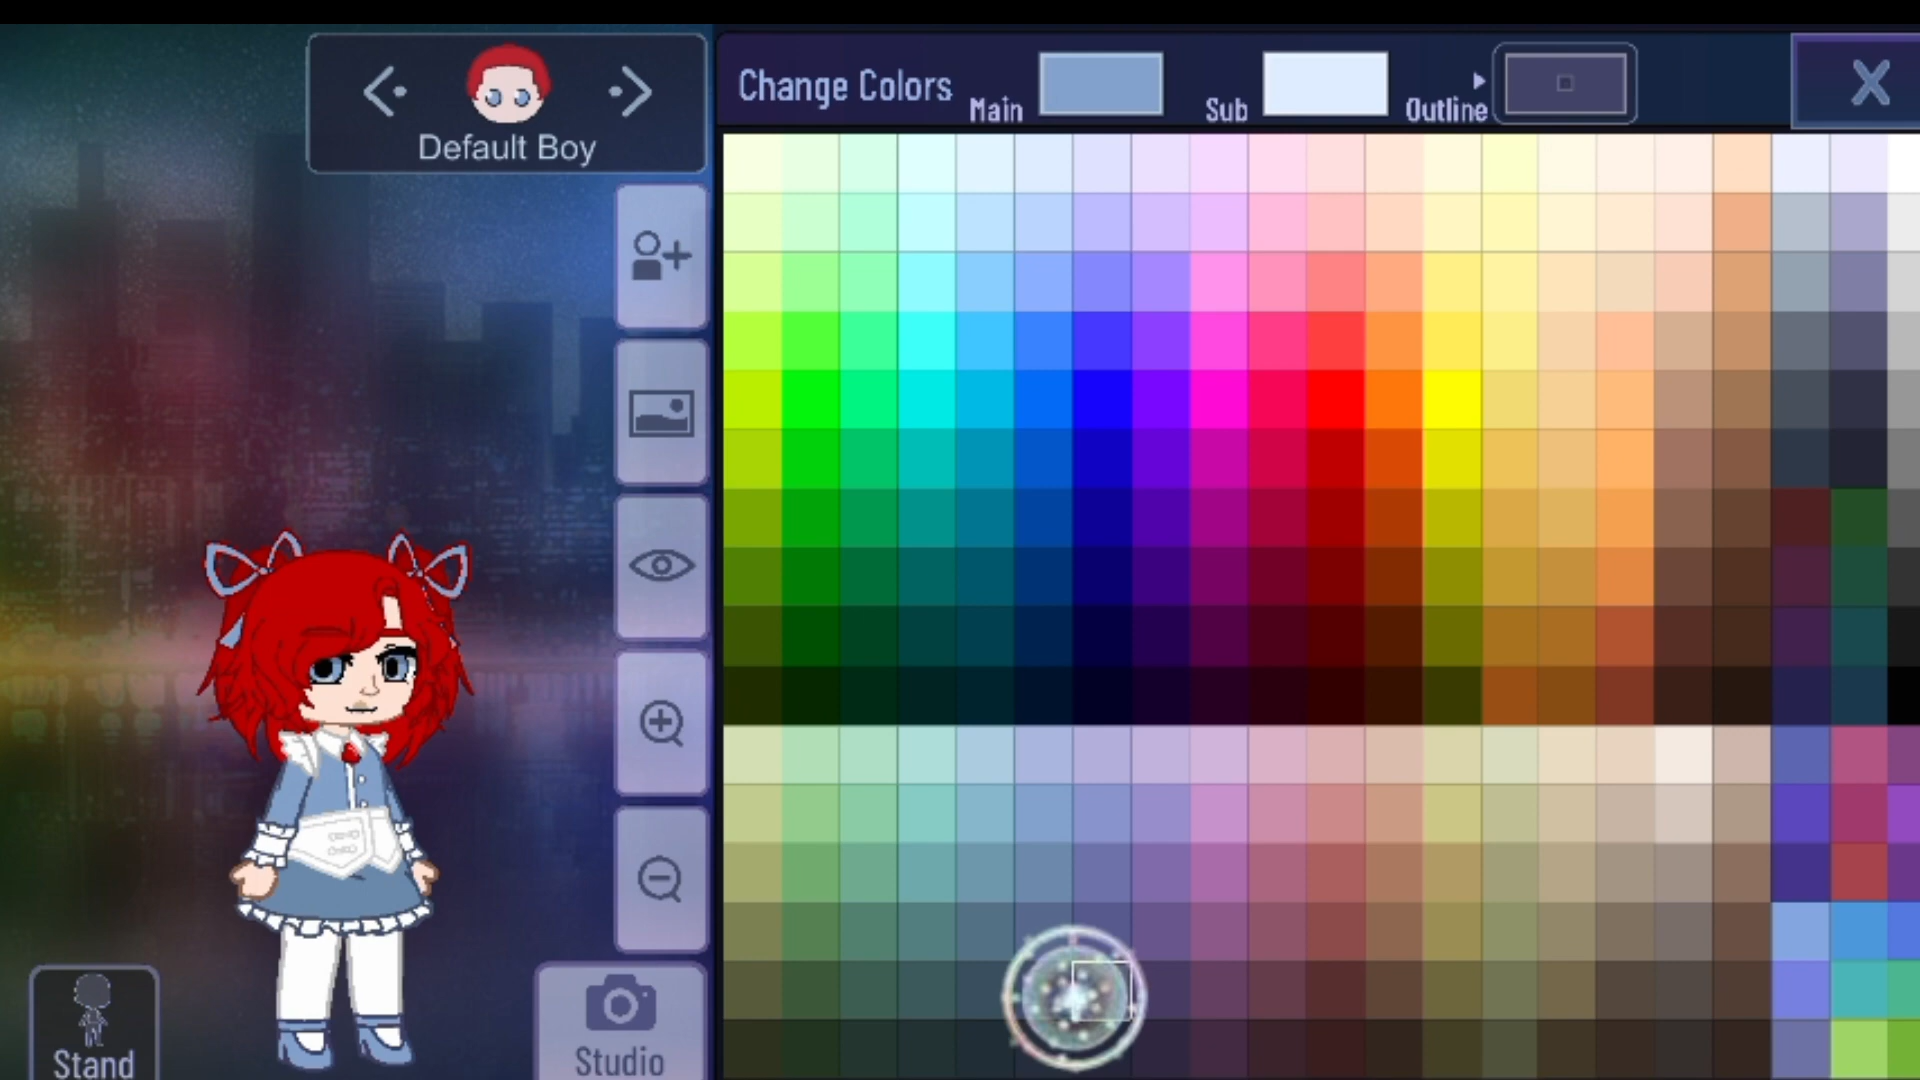 Default Boy
Change Colors
Main
Sub
Outline
X
Stand
Studio